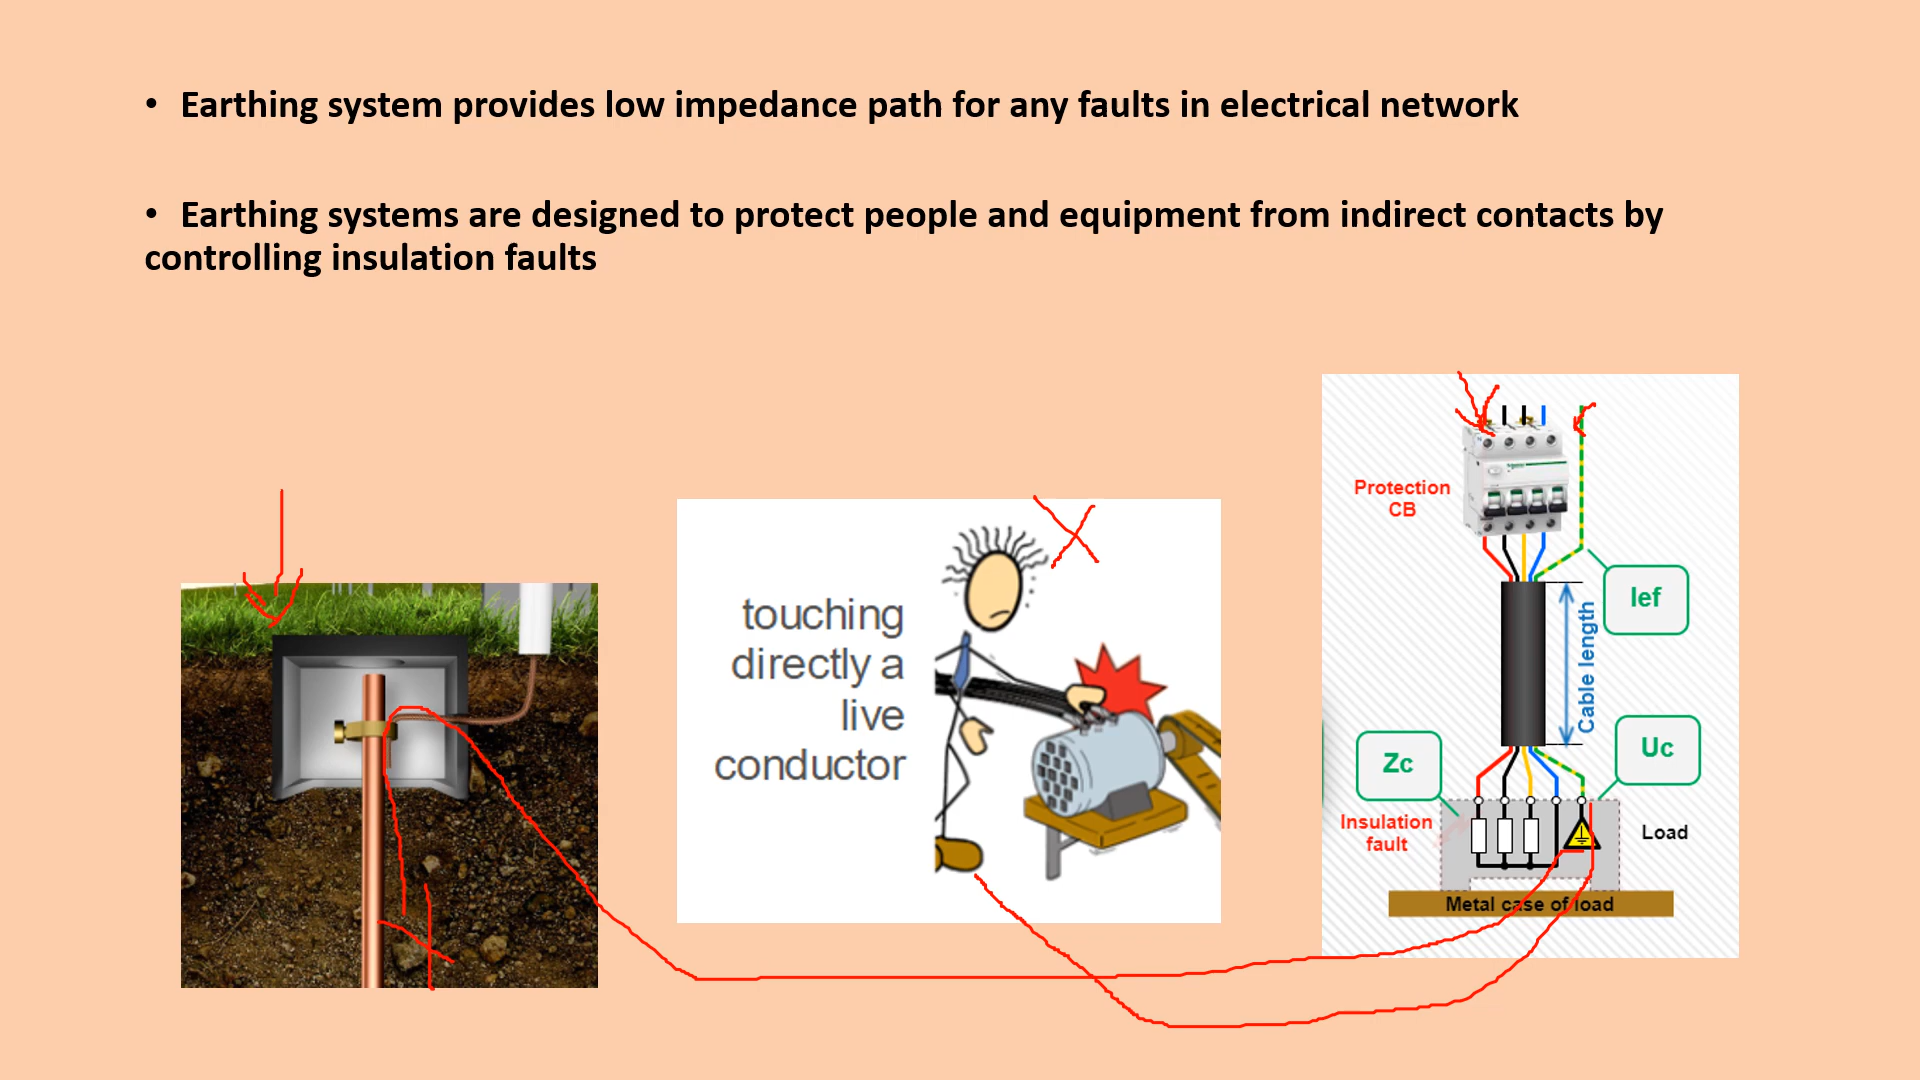 • Earthing system provides low impedance path for any faults in electrical network
• Earthing systems are designed to protect people and equipment from indirect contacts by
controlling insulation faults
touching
directly a
live
conductor
Protection
CB
Ief
Cable length
Zc
Uc
Insulation
fault
Load
Metal case of load